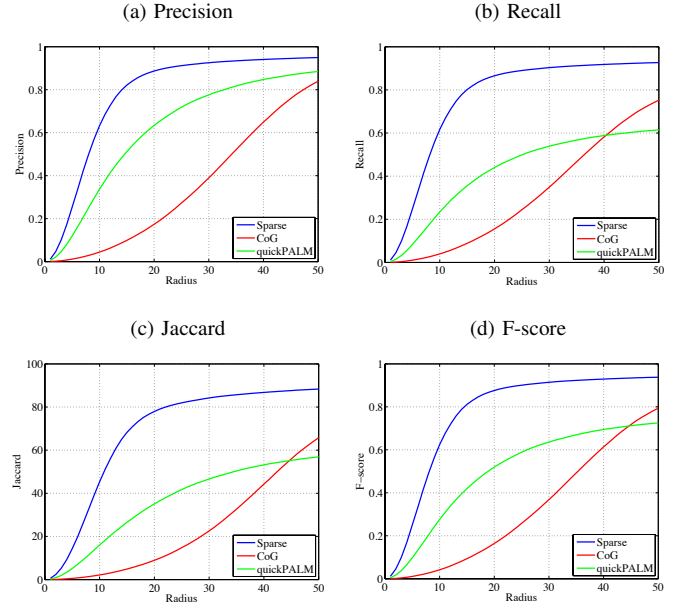 (a) Precision
1
0.8
0.6
0.4
0.2
0
Precision
0 10 20 30 40 50
Radius
Sparse
CoG
quickPALM
(b) Recall
1
0.8
0.6
0.4
0.2
0
Recall
0 10 20 30 40 50
Radius
Sparse
CoG
quickPALM
(c) Jaccard
100
80
60
40
20
0
Jaccard
0 10 20 30 40 50
Radius
Sparse
CoG
quickPALM
(d) F-score
1
0.8
0.6
0.4
0.2
0
F−score
0 10 20 30 40 50
Radius
Sparse
CoG
quickPALM